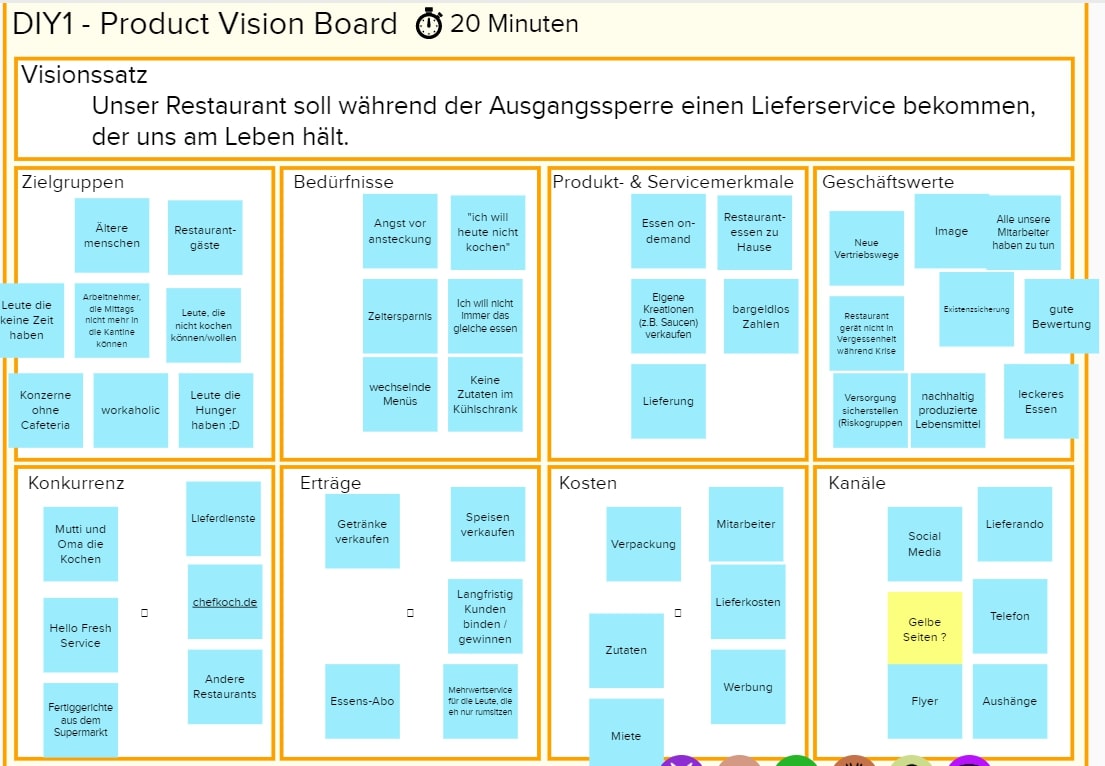 DIY1 - Product Vision Board 20 Minuten
Visionssatz
Unser Restaurant soll während der Ausgangssperre einen Lieferservice bekommen,
der uns am Leben hält.
Zielgruppen
Ältere
menschen
Restaurant-
gäste
Leute die
keine Zeit
haben
Arbeitnehmer,
die Mittags
nicht mehr in
die Kantine
können
Leute, die
nicht kochen
können/wollen
Konzerne
ohne
Cafeteria
workaholic
Leute die
Hunger
haben ;D
Bedürfnisse
Angst vor
ansteckung
"ich will
heute nicht
kochen"
Zeitersparnis
Ich will nicht
immer das
gleiche essen
wechselnde
Menüs
Keine
Zutaten im
Kühlschrank
Produkt- & Servicemerkmale
Essen on-
demand
Restaurant-
essen zu
Hause
Eigene
Kreationen
(z.B. Saucen)
verkaufen
bargeldlos
Zahlen
Lieferung
Geschäftswerte
Neue
Vertriebswege
Image
Alle unsere
Mitarbeiter
haben zu tun
Restaurant
gerät nicht in
Vergessenheit
während Krise
Existenzsicherung
gute
Bewertung
Versorgung
sicherstellen
(Riskogruppen
nachhaltig
produzierte
Lebensmittel
leckeres
Essen
Konkurrenz
Mutti und
Oma die
Kochen
Lieferdienste
Hello Fresh
Service
chefkoch.de
Fertiggerichte
aus dem
Supermarkt
Andere
Restaurants
Erträge
Getränke
verkaufen
Speisen
verkaufen
Langfristig
Kunden
binden /
gewinnen
Essens-Abo
Mehrwertservice
für die Leute, die
eh nur rumsitzen
Kosten
Verpackung
Mitarbeiter
Lieferkosten
Zutaten
Werbung
Miete
Kanäle
Social
Media
Lieferando
Gelbe
Seiten ?
Telefon
Flyer
Aushänge